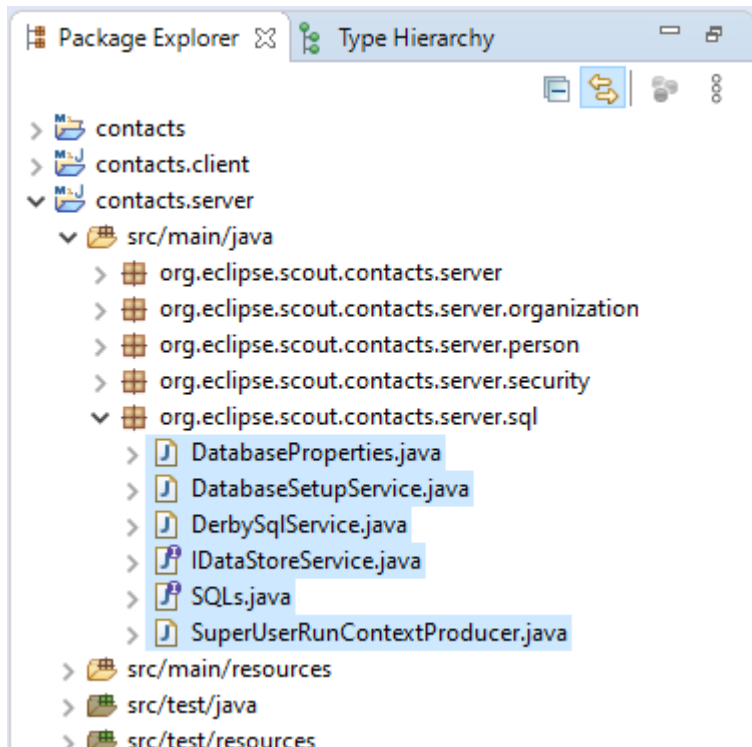 Package Explorer Type Hierarchy
contacts
contacts.client
contacts.server
src/main/java
org.eclipse.scout.contacts.server
org.eclipse.scout.contacts.server.organization
org.eclipse.scout.contacts.server.person
org.eclipse.scout.contacts.server.security
org.eclipse.scout.contacts.server.sql
DatabaseProperties.java
DatabaseSetupService.java
DerbySqlService.java
IDataStoreService.java
SQLs.java
SuperUserRunContextProducer.java
src/main/resources
src/test/java
src/test/resources